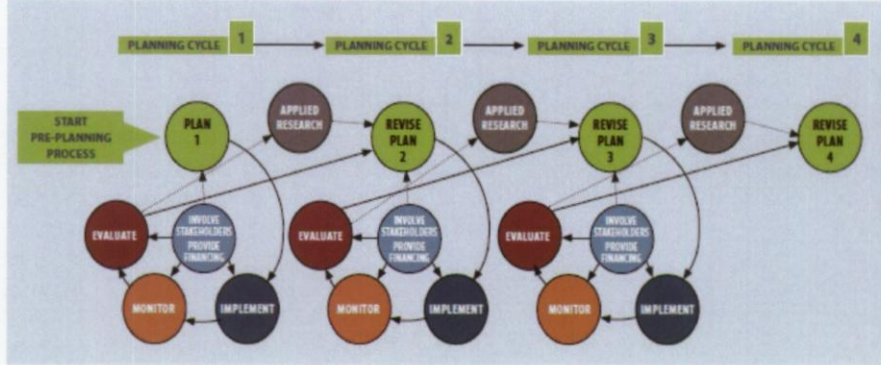 PLANNING CYCLE 1
PLANNING CYCLE 2
PLANNING CYCLE 3
PLANNING CYCLE 4
START
PRE-PLANNING
PROCESS
PLAN
1
APPLIED
RESEARCH
REVISE
PLAN
2
APPLIED
RESEARCH
REVISE
PLAN
3
APPLIED
RESEARCH
REVISE
PLAN
4
EVALUATE
INVOLVE
STAKEHOLDERS
PROVIDE
FINANCING
MONITOR
IMPLEMENT
EVALUATE
INVOLVE
STAKEHOLDERS
PROVIDE
FINANCING
MONITOR
IMPLEMENT
EVALUATE
INVOLVE
STAKEHOLDERS
PROVIDE
FINANCING
MONITOR
IMPLEMENT